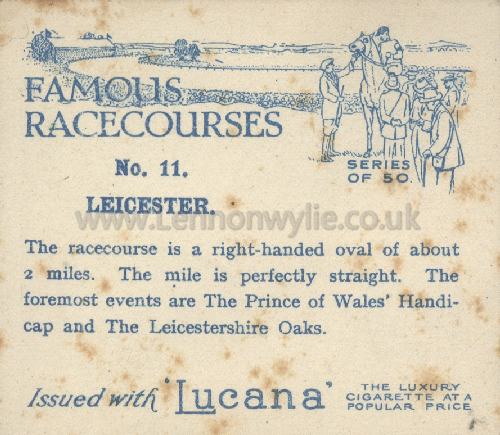 FAMOUS
RACECOURSES
SERIES
OF 50.
No. 11.
LEICESTER.
www.Lennonwylie.co.uk
The racecourse is a right-handed oval of about
2 miles. The mile is perfectly straight. The
foremost events are The Prince of Wales' Handi-
cap and The Leicestershire Oaks.
Issued with 'Lucana'
THE LUXURY
CIGARETTE AT A
POPULAR PRICE